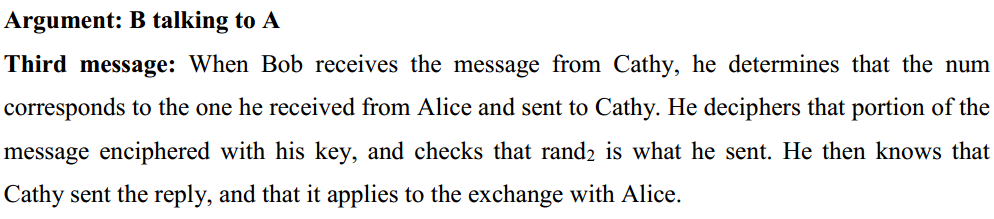 Argument: B talking to A
Third message: When Bob receives the message from Cathy, he determines that the num
corresponds to the one he received from Alice and sent to Cathy. He deciphers that portion of the
message enciphered with his key, and checks that rand₂ is what he sent. He then knows that
Cathy sent the reply, and that it applies to the exchange with Alice.